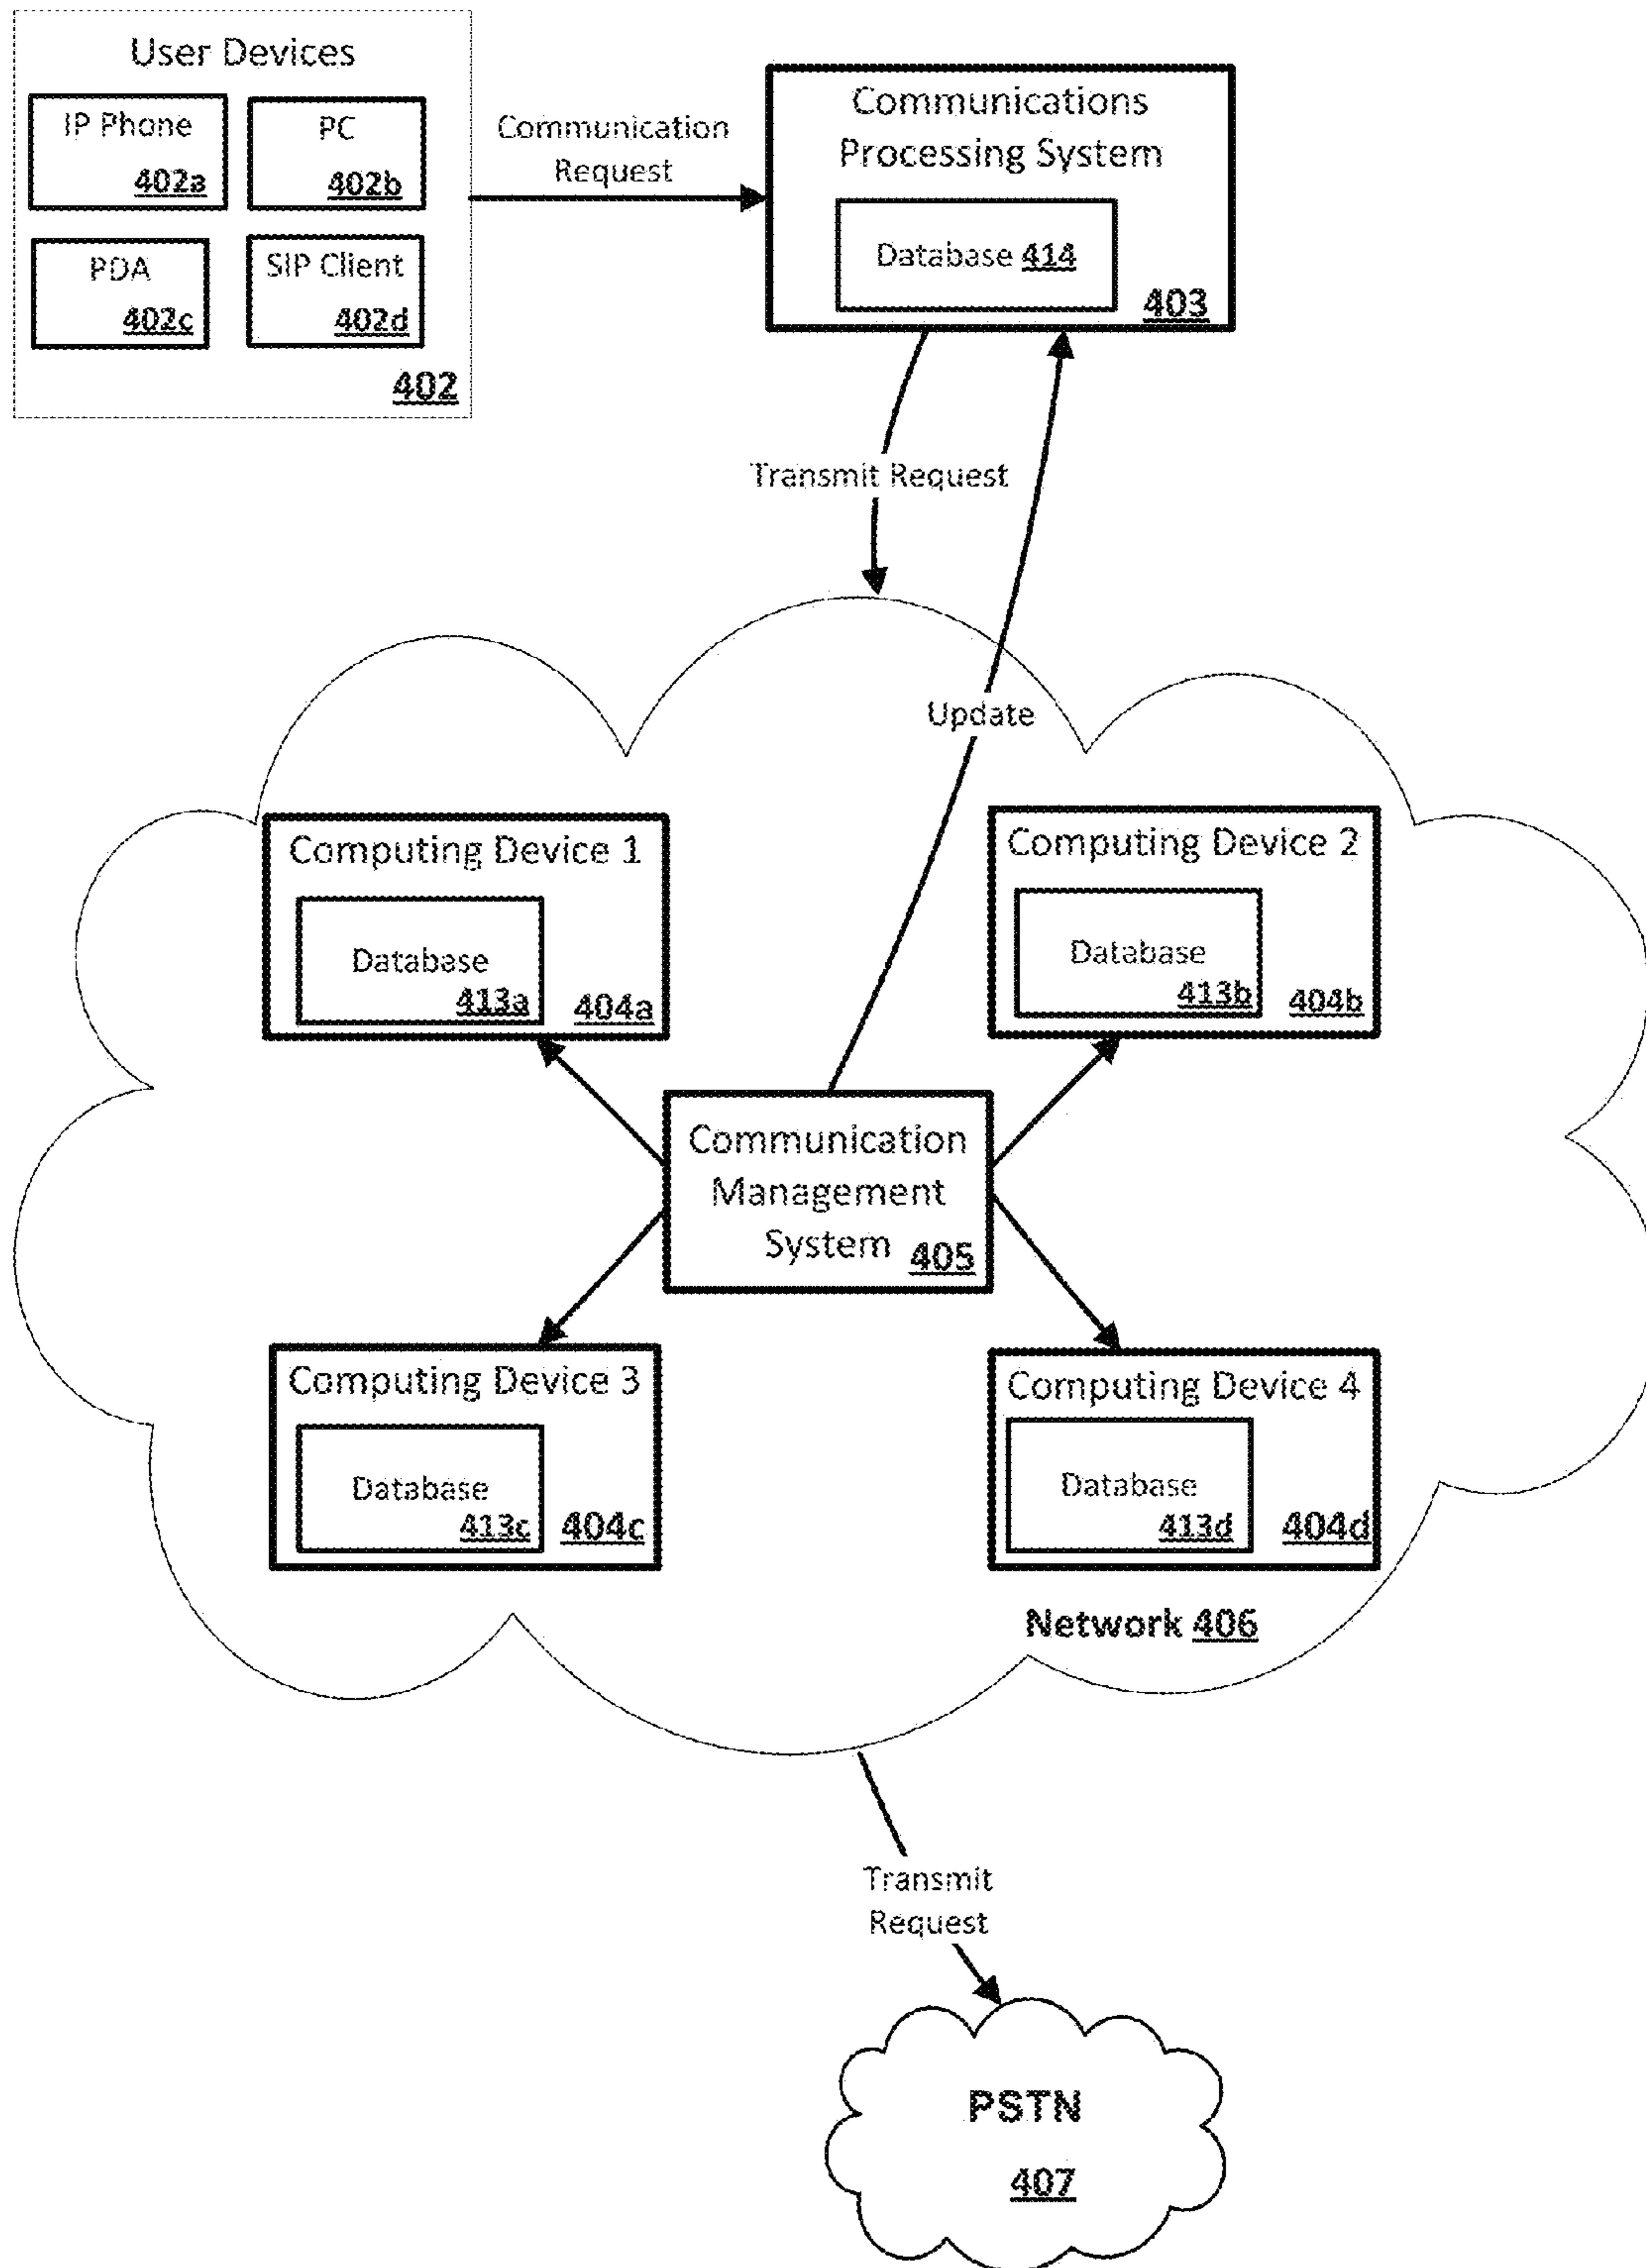 User Devices
IP Phone
402a
PC
402b
PDA
402c
SIP Client
402d
402
Communication
Request
Communications
Processing System
Database 414
403
Transmit Request
Update
Computing Device 1
Database
413a
404a
Computing Device 2
Database
413b
404b
Communication
Management
System 405
Computing Device 3
Database
413c
404c
Computing Device 4
Database
413d
404d
Network 406
Transmit
Request
PSTN
407